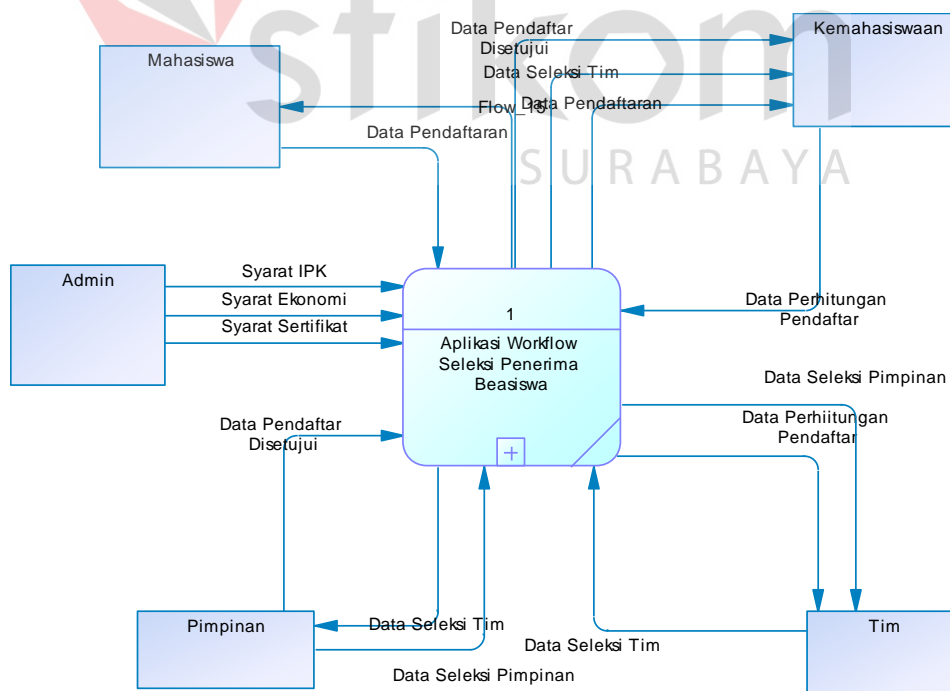 stikom
SURABAYA
Data Pendaftar
Disetujui
Kemahasiswaan
Mahasiswa
Data Seleksi Tim
Flow_15
Data Pendaftaran
Data Pendaftaran
Admin
Syarat IPK
Syarat Ekonomi
Syarat Sertifikat
1
Aplikasi Workflow
Seleksi Penerima
Beasiswa
Data Perhitungan
Pendaftar
Data Seleksi Pimpinan
Data Perhiitungan
Pendaftar
Data Pendaftar
Disetujui
Pimpinan
Data Seleksi Tim
Data Seleksi Pimpinan
Data Seleksi Tim
Tim